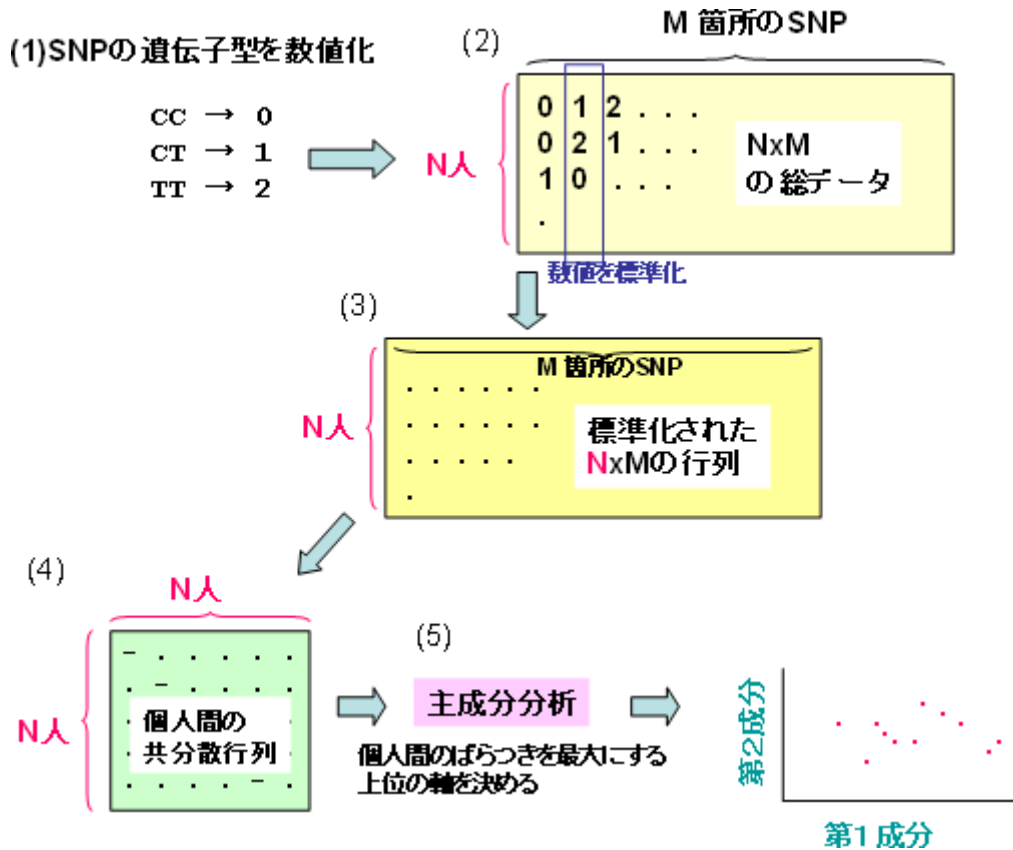 (1)SNPの遺伝子型を数値化
CC → 0
CT → 1
TT → 2
(2)
M 箇所のSNP
N人
0 1 2 . . .
0 2 1 . . .
1 0 . . .
.
NxM
の総データ
数値を標準化
(3)
M 箇所のSNP
N人
. . . . . .
. . . . . .
. . . . .
.
標準化された
NxMの行列
(4)
N人
N人
個人間の
共分散行列
(5)
主成分分析
個人間のばらつきを最大にする
上位の軸を決める
第2成分
第1成分